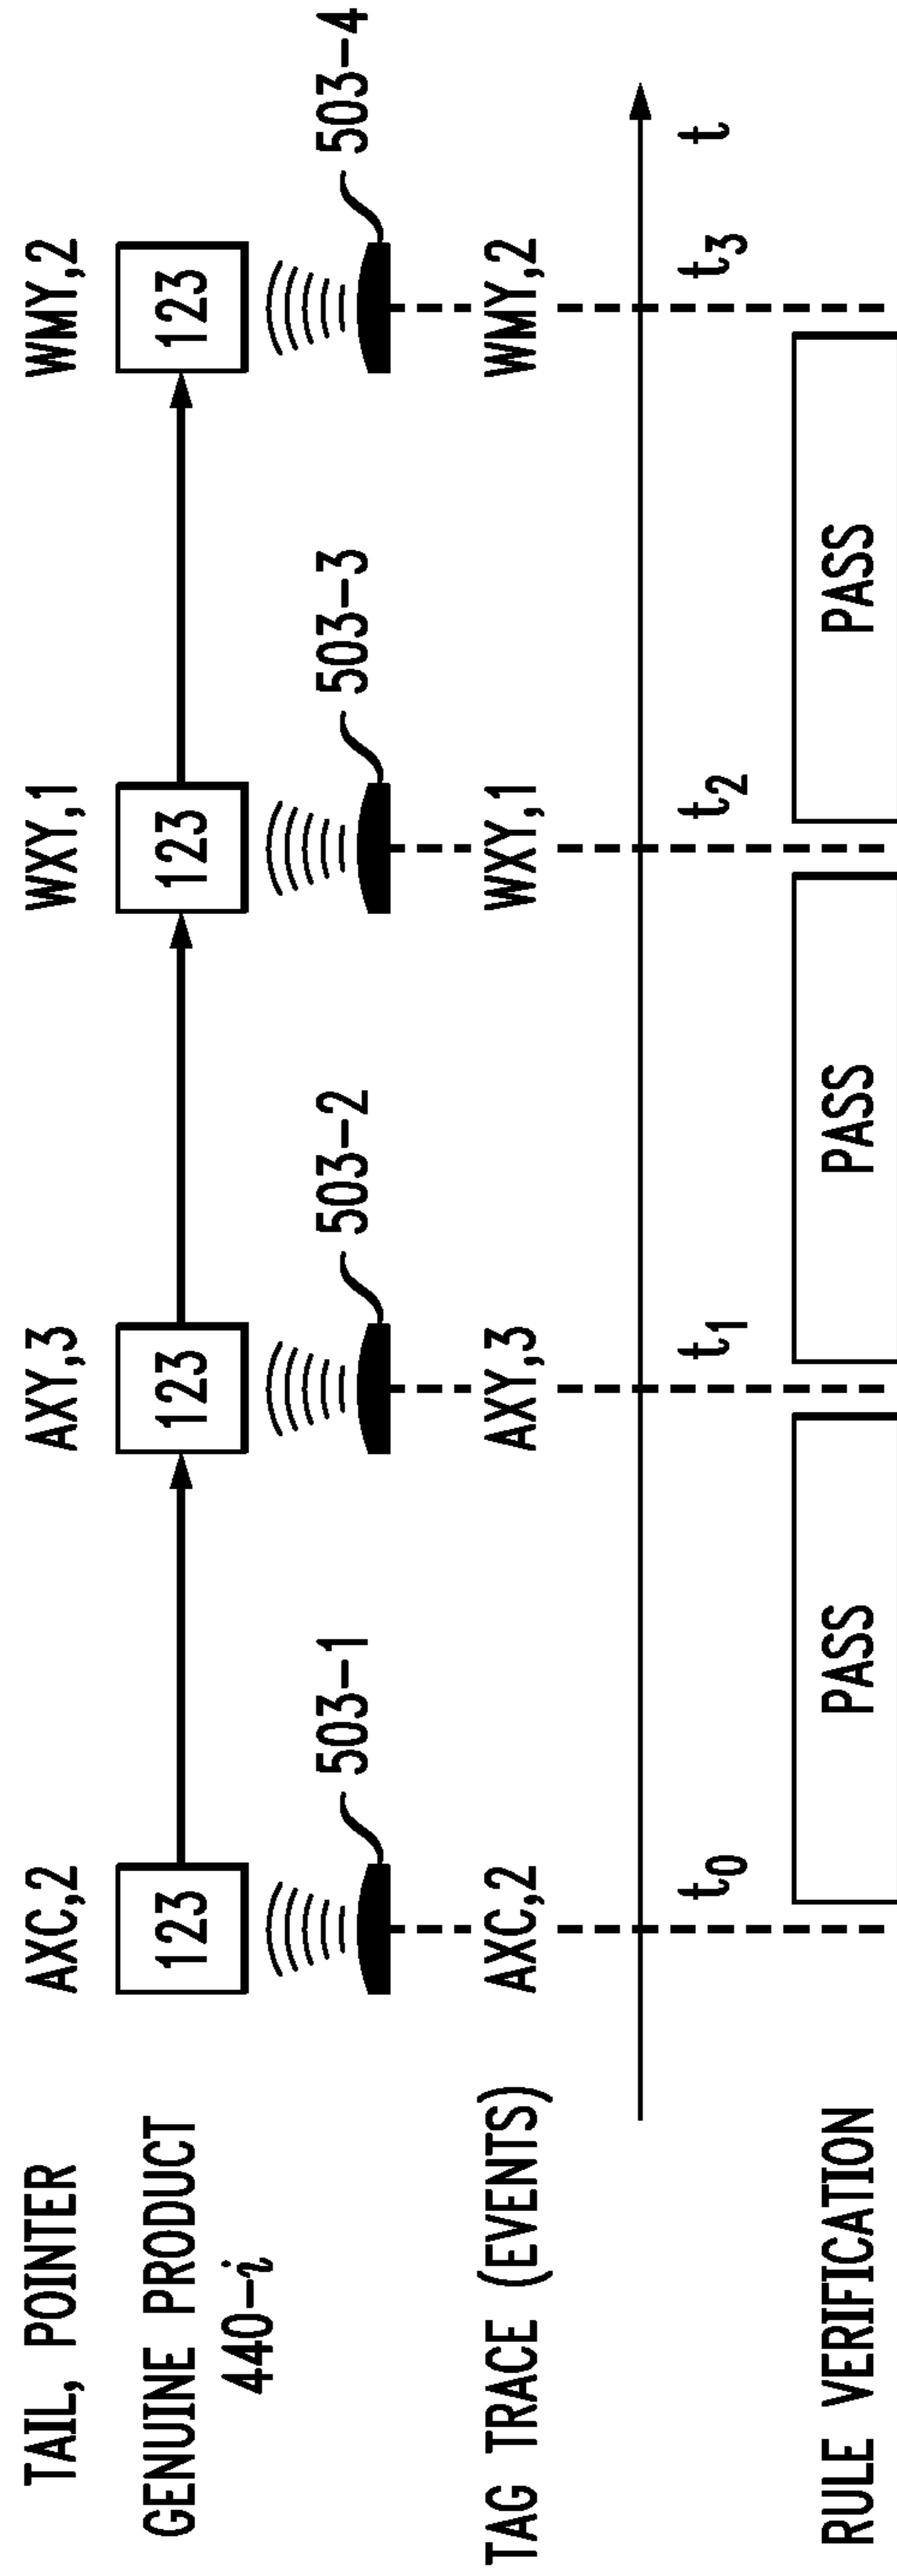 TAIL, POINTER AXC,2 AXY,3 WXY,1 WMY,2
GENUINE PRODUCT 123 123 123 123
440-i
503-1 503-2 503-3 503-4
TAG TRACE (EVENTS) AXC,2 AXY,3 WXY,1 WMY,2
t0 t1 t2 t3 t
RULE VERIFICATION PASS PASS PASS